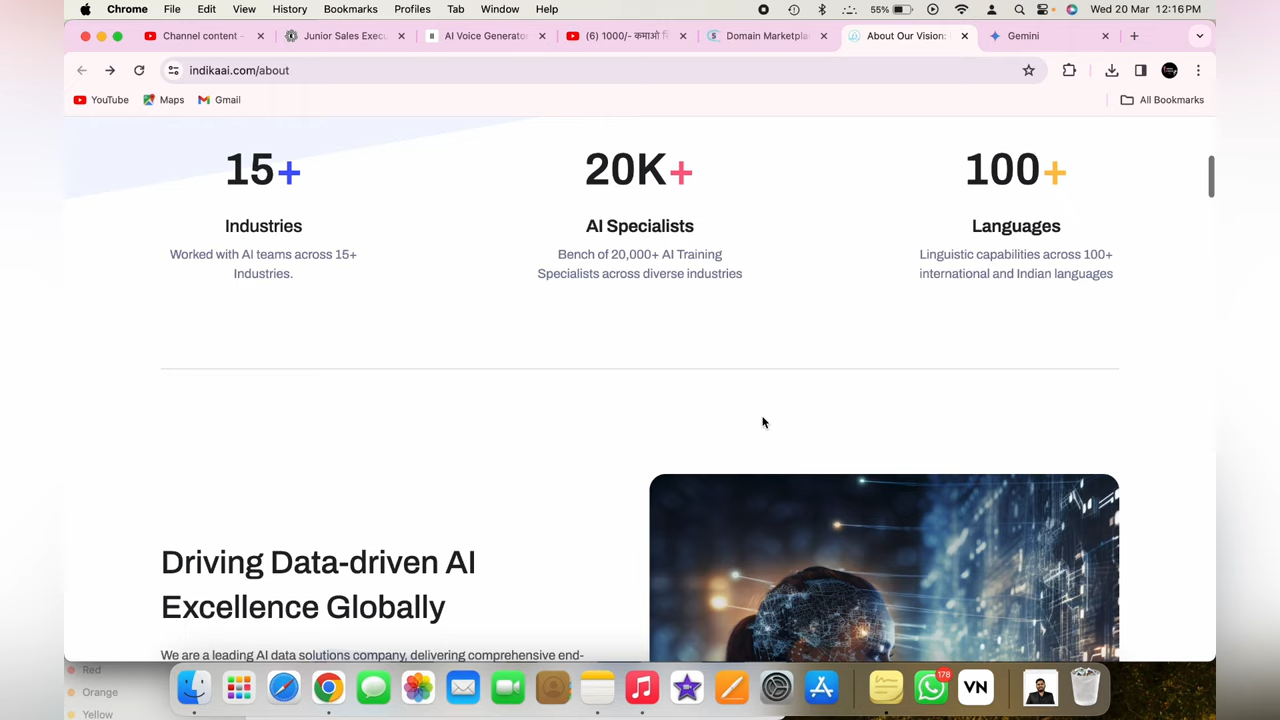 Chrome File Edit View History Bookmarks Profiles Tab Window Help 55% Wed 20 Mar 12:16 PM
Channel content - Junior Sales Execu AI Voice Generator (6) 1000/- कमाओ Domain Marketpla About Our Vision: Gemini
indikaai.com/about
YouTube Maps Gmail All Bookmarks
15+ 20K+ 100+
Industries AI Specialists Languages
Worked with AI teams across 15+ Bench of 20,000+ AI Training Linguistic capabilities across 100+
Industries. Specialists across diverse industries international and Indian languages
Driving Data-driven AI
Excellence Globally
We are a leading AI data solutions company, delivering comprehensive end-
Red
Orange
Yellow
178
VN